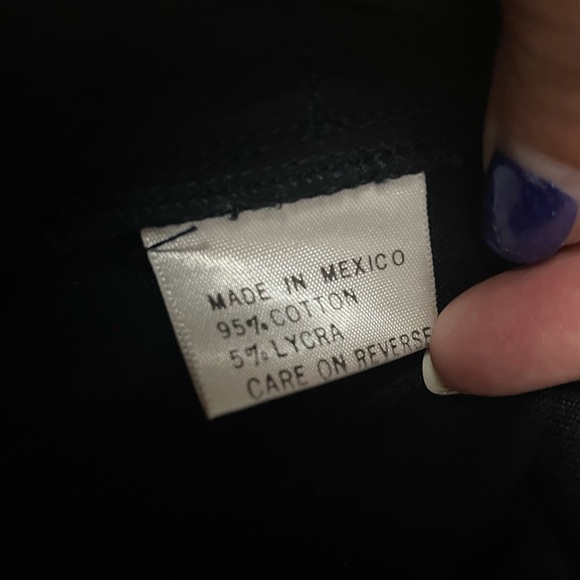 MADE IN MEXICO
95% COTTON
5% LYCRA
CARE ON REVERSE